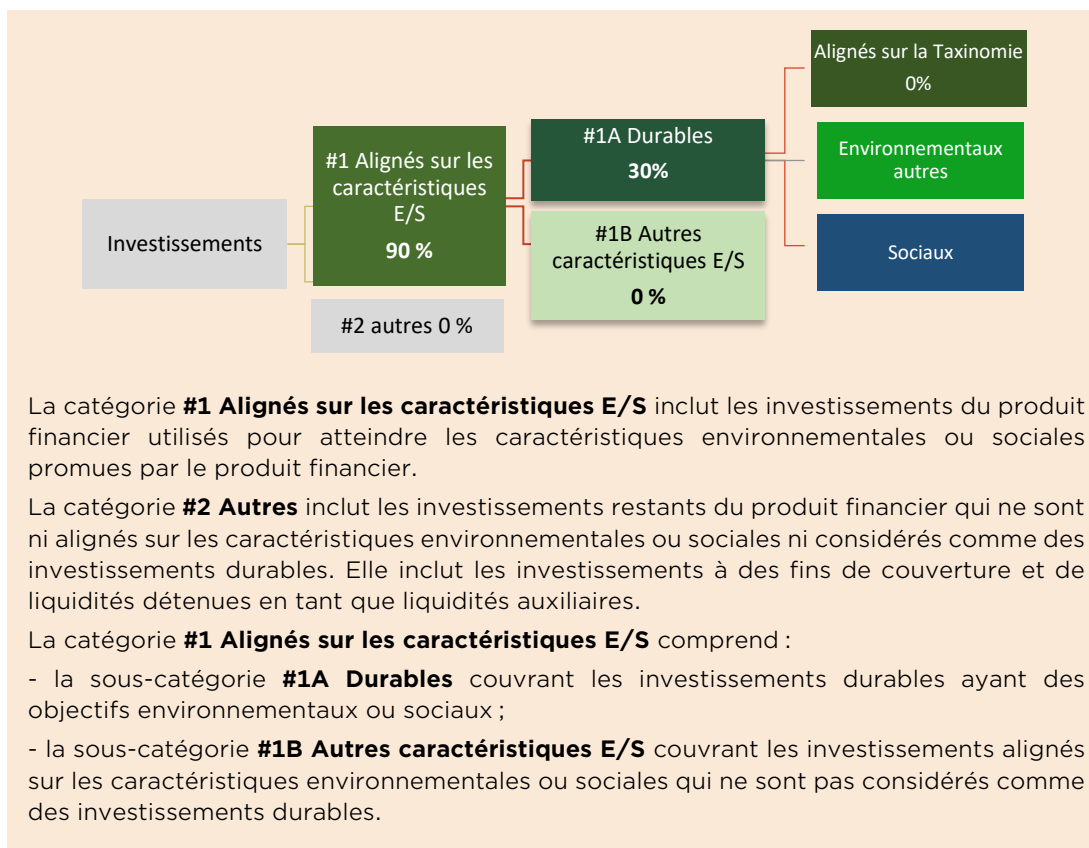 Investissements
#1 Alignés sur les
caractéristiques
E/S
90 %
#2 autres 0 %
#1A Durables
30%
#1B Autres
caractéristiques E/S
0 %
Alignés sur la Taxinomie
0%
Environnementaux
autres
Sociaux
La catégorie #1 Alignés sur les caractéristiques E/S inclut les investissements du produit
financier utilisés pour atteindre les caractéristiques environnementales ou sociales
promues par le produit financier.
La catégorie #2 Autres inclut les investissements restants du produit financier qui ne sont
ni alignés sur les caractéristiques environnementales ou sociales ni considérés comme des
investissements durables. Elle inclut les investissements à des fins de couverture et de
liquidités détenues en tant que liquidités auxiliaires.
La catégorie #1 Alignés sur les caractéristiques E/S comprend :
- la sous-catégorie #1A Durables couvrant les investissements durables ayant des
objectifs environnementaux ou sociaux ;
- la sous-catégorie #1B Autres caractéristiques E/S couvrant les investissements alignés
sur les caractéristiques environnementales ou sociales qui ne sont pas considérés comme
des investissements durables.